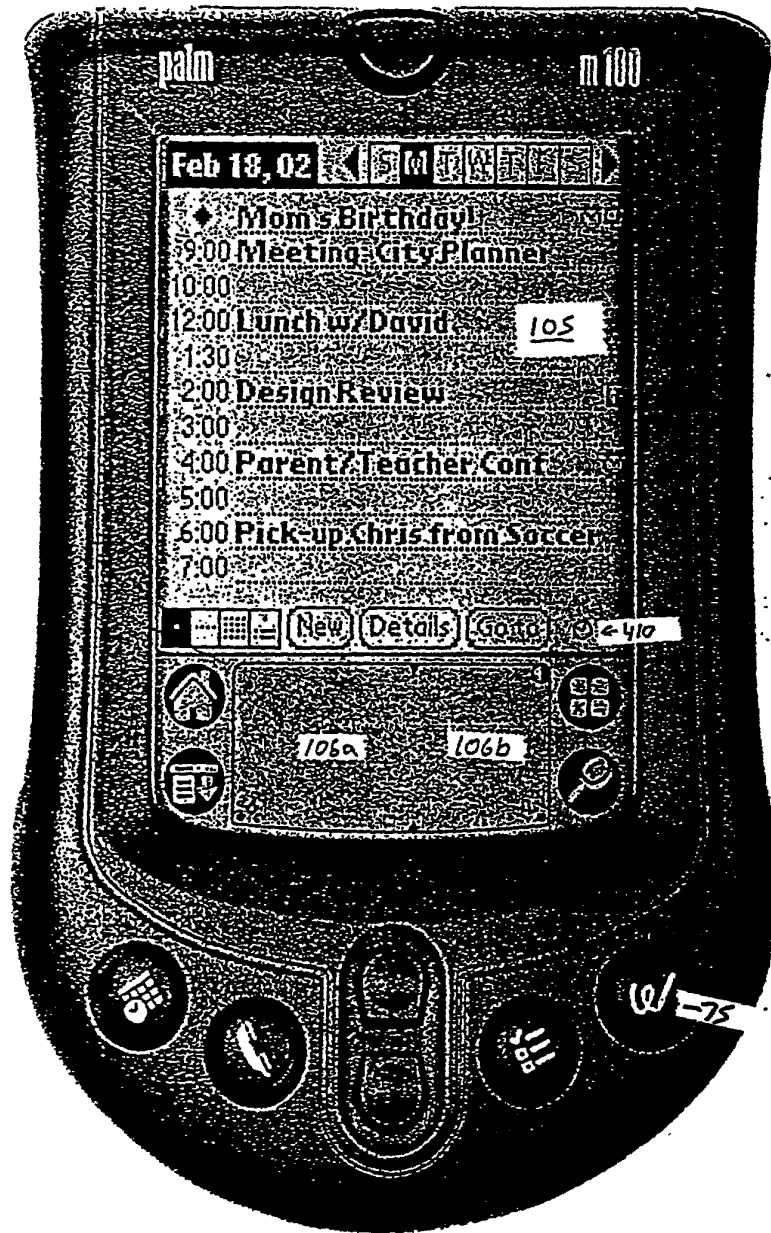 palm m100
Feb 18, 02 S M T W T F S
Mom's Birthday!
9:00 Meeting-City Planner
10:00
12:00 Lunch w/David 105
1:30
2:00 Design Review
3:00
4:00 Parent/Teacher Conf
5:00
6:00 Pick-up Chris from Soccer
7:00
New Details Go to 410
106a 106b
75